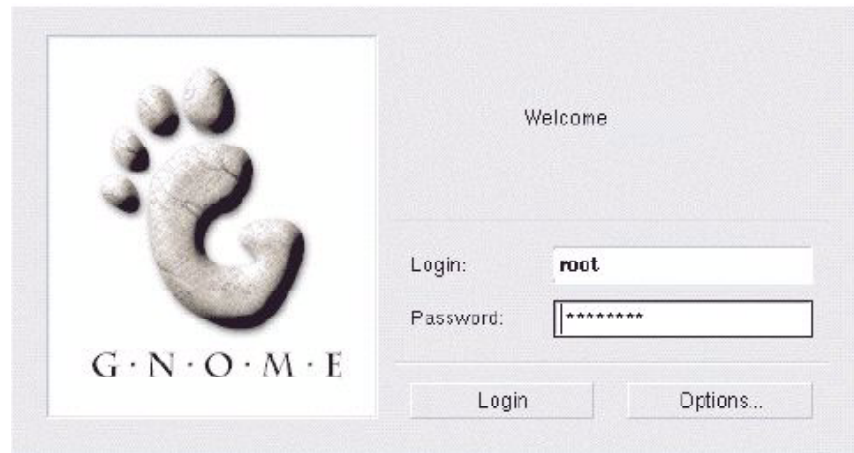 G·N·O·M·E
Welcome
Login: root
Password: ********
Login Options...